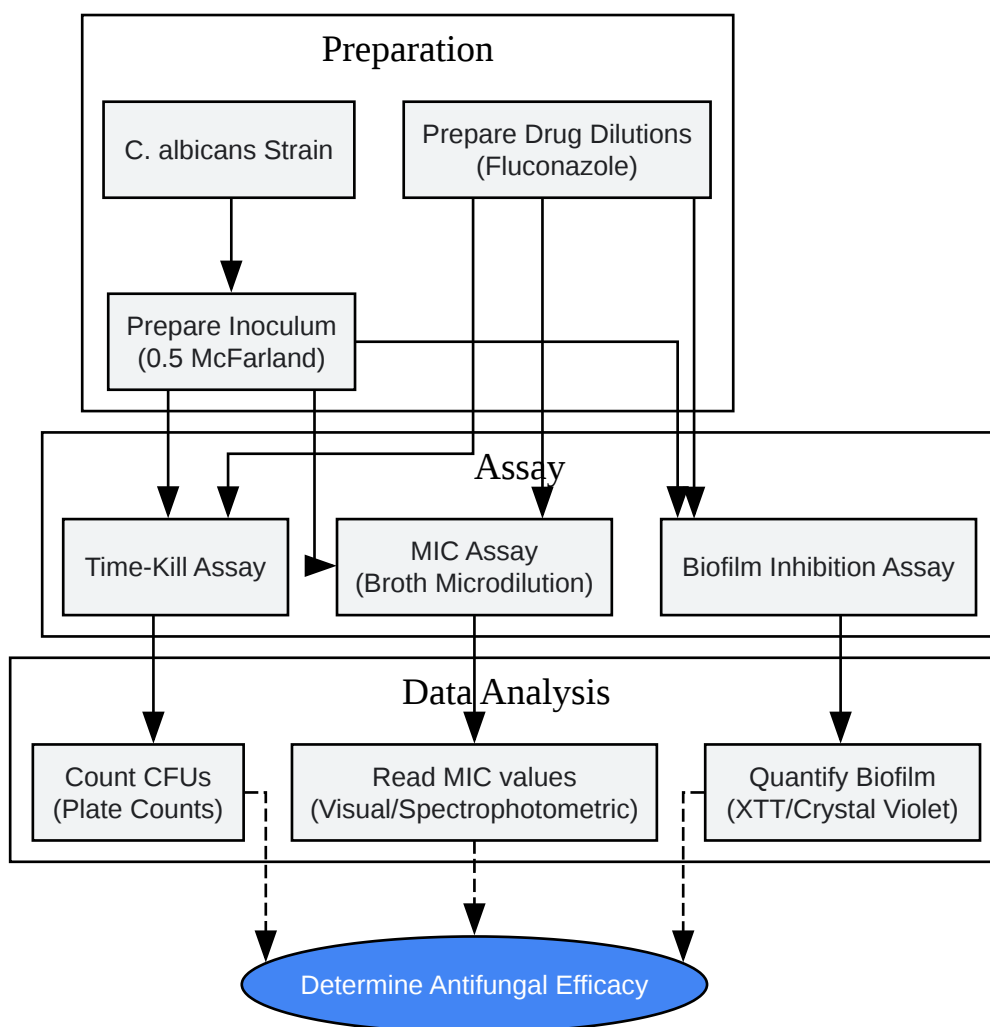 Preparation
C. albicans Strain
Prepare Drug Dilutions
(Fluconazole)
Prepare Inoculum
(0.5 McFarland)
Assay
Time-Kill Assay
MIC Assay
(Broth Microdilution)
Biofilm Inhibition Assay
Data Analysis
Count CFUs
(Plate Counts)
Read MIC values
(Visual/Spectrophotometric)
Quantify Biofilm
(XTT/Crystal Violet)
Determine Antifungal Efficacy